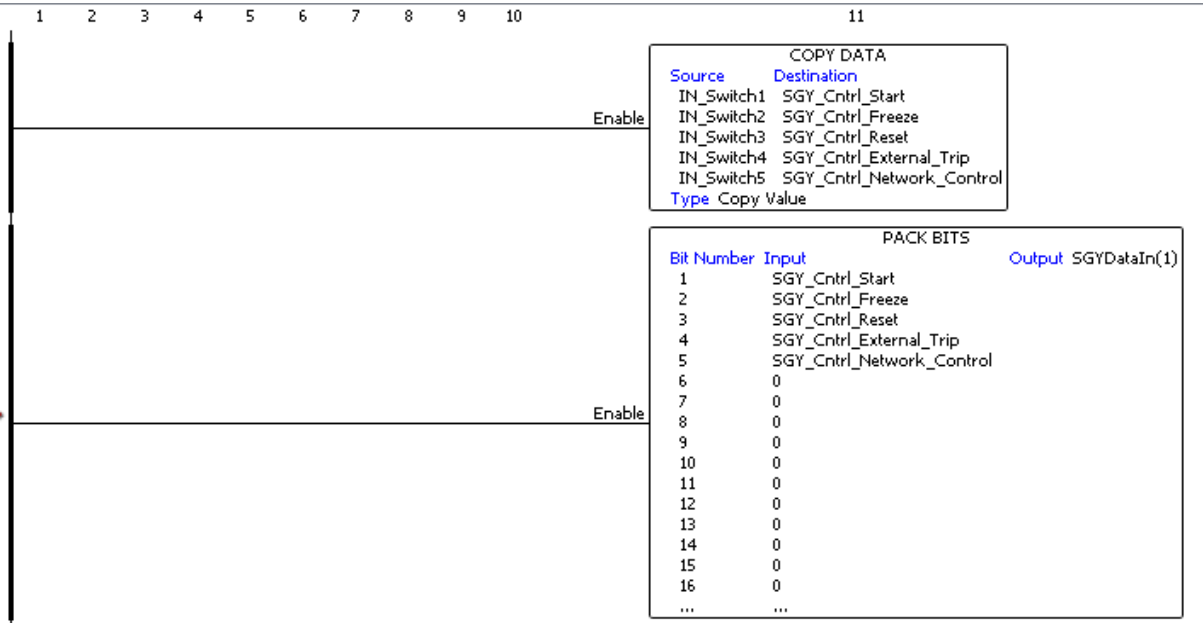 1 2 3 4 5 6 7 8 9 10 11
COPY DATA
Source Destination
IN_Switch1 SGY_Cntrl_Start
Enable IN_Switch2 SGY_Cntrl_Freeze
IN_Switch3 SGY_Cntrl_Reset
IN_Switch4 SGY_Cntrl_External_Trip
IN_Switch5 SGY_Cntrl_Network_Control
Type Copy Value
PACK BITS
Bit Number Input Output SGYDataIn(1)
1 SGY_Cntrl_Start
2 SGY_Cntrl_Freeze
3 SGY_Cntrl_Reset
4 SGY_Cntrl_External_Trip
5 SGY_Cntrl_Network_Control
6 0
7 0
Enable 8 0
9 0
10 0
11 0
12 0
13 0
14 0
15 0
16 0
... ...